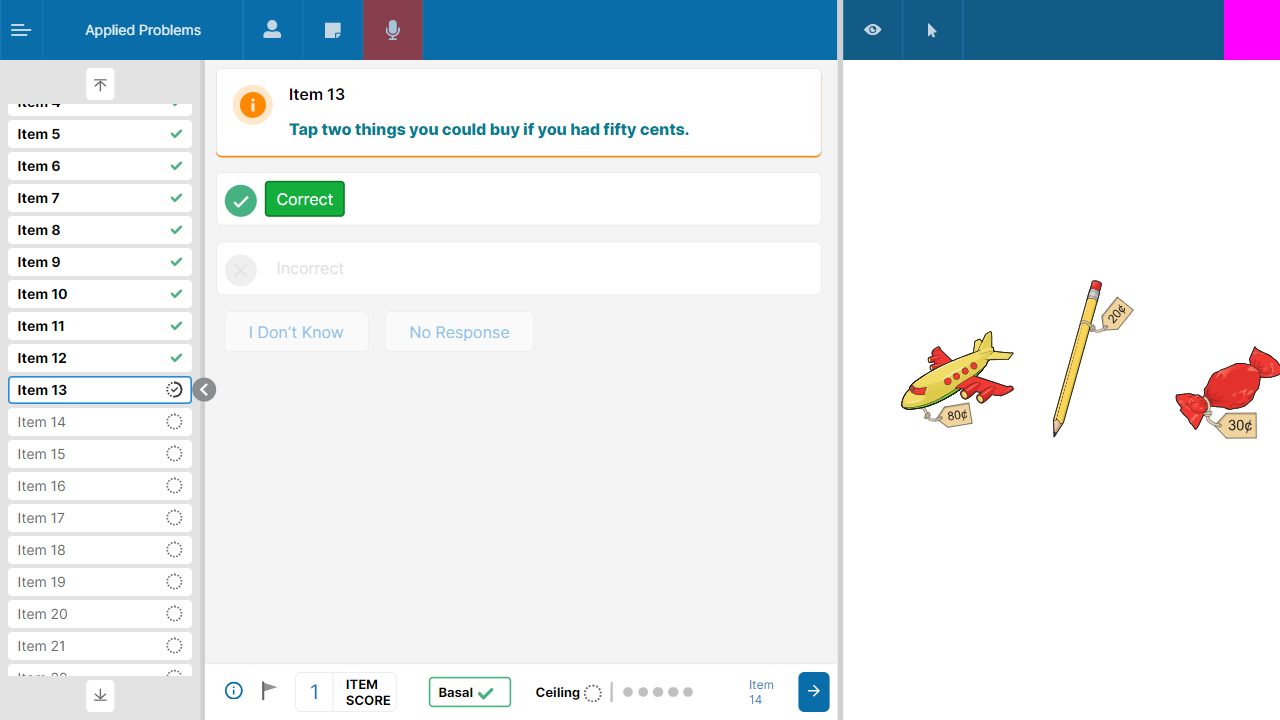 Applied Problems
Item 4
Item 5
Item 6
Item 7
Item 8
Item 9
Item 10
Item 11
Item 12
Item 13
Item 14
Item 15
Item 16
Item 17
Item 18
Item 19
Item 20
Item 21
Item 13
Tap two things you could buy if you had fifty cents.
Correct
Incorrect
I Don't Know
No Response
1
ITEM
SCORE
Basal
Ceiling
Item
14
80¢
20¢
30¢